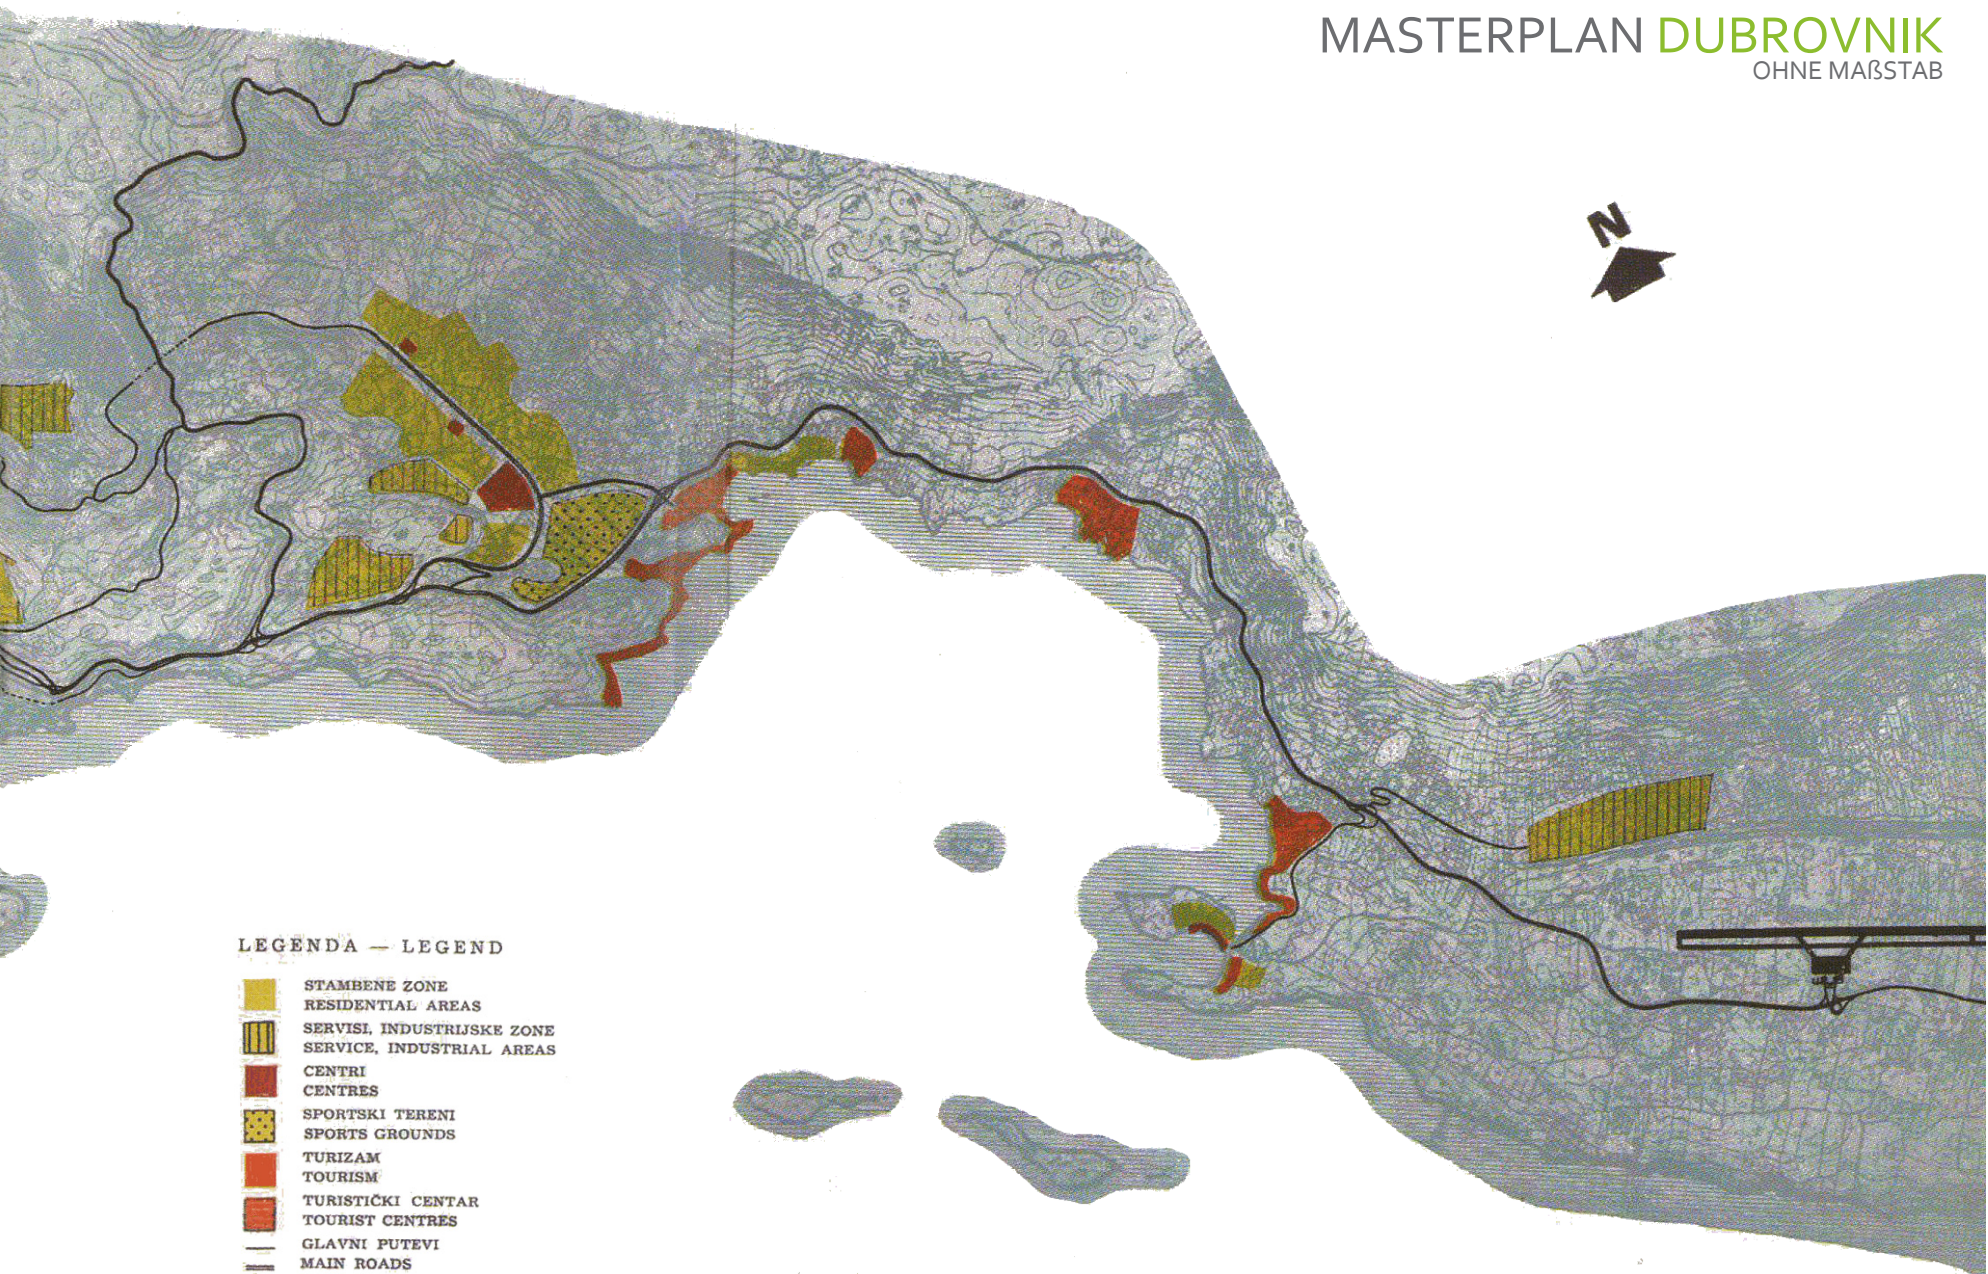 MASTERPLAN DUBROVNIK
OHNE MAßSTAB
N
LEGENDA — LEGEND
STAMBENE ZONE
RESIDENTIAL AREAS
SERVISI, INDUSTRIJSKE ZONE
SERVICE, INDUSTRIAL AREAS
CENTRI
CENTRES
SPORTSKI TERENI
SPORTS GROUNDS
TURIZAM
TOURISM
TURISTIČKI CENTAR
TOURIST CENTRES
GLAVNI PUTEVI
MAIN ROADS